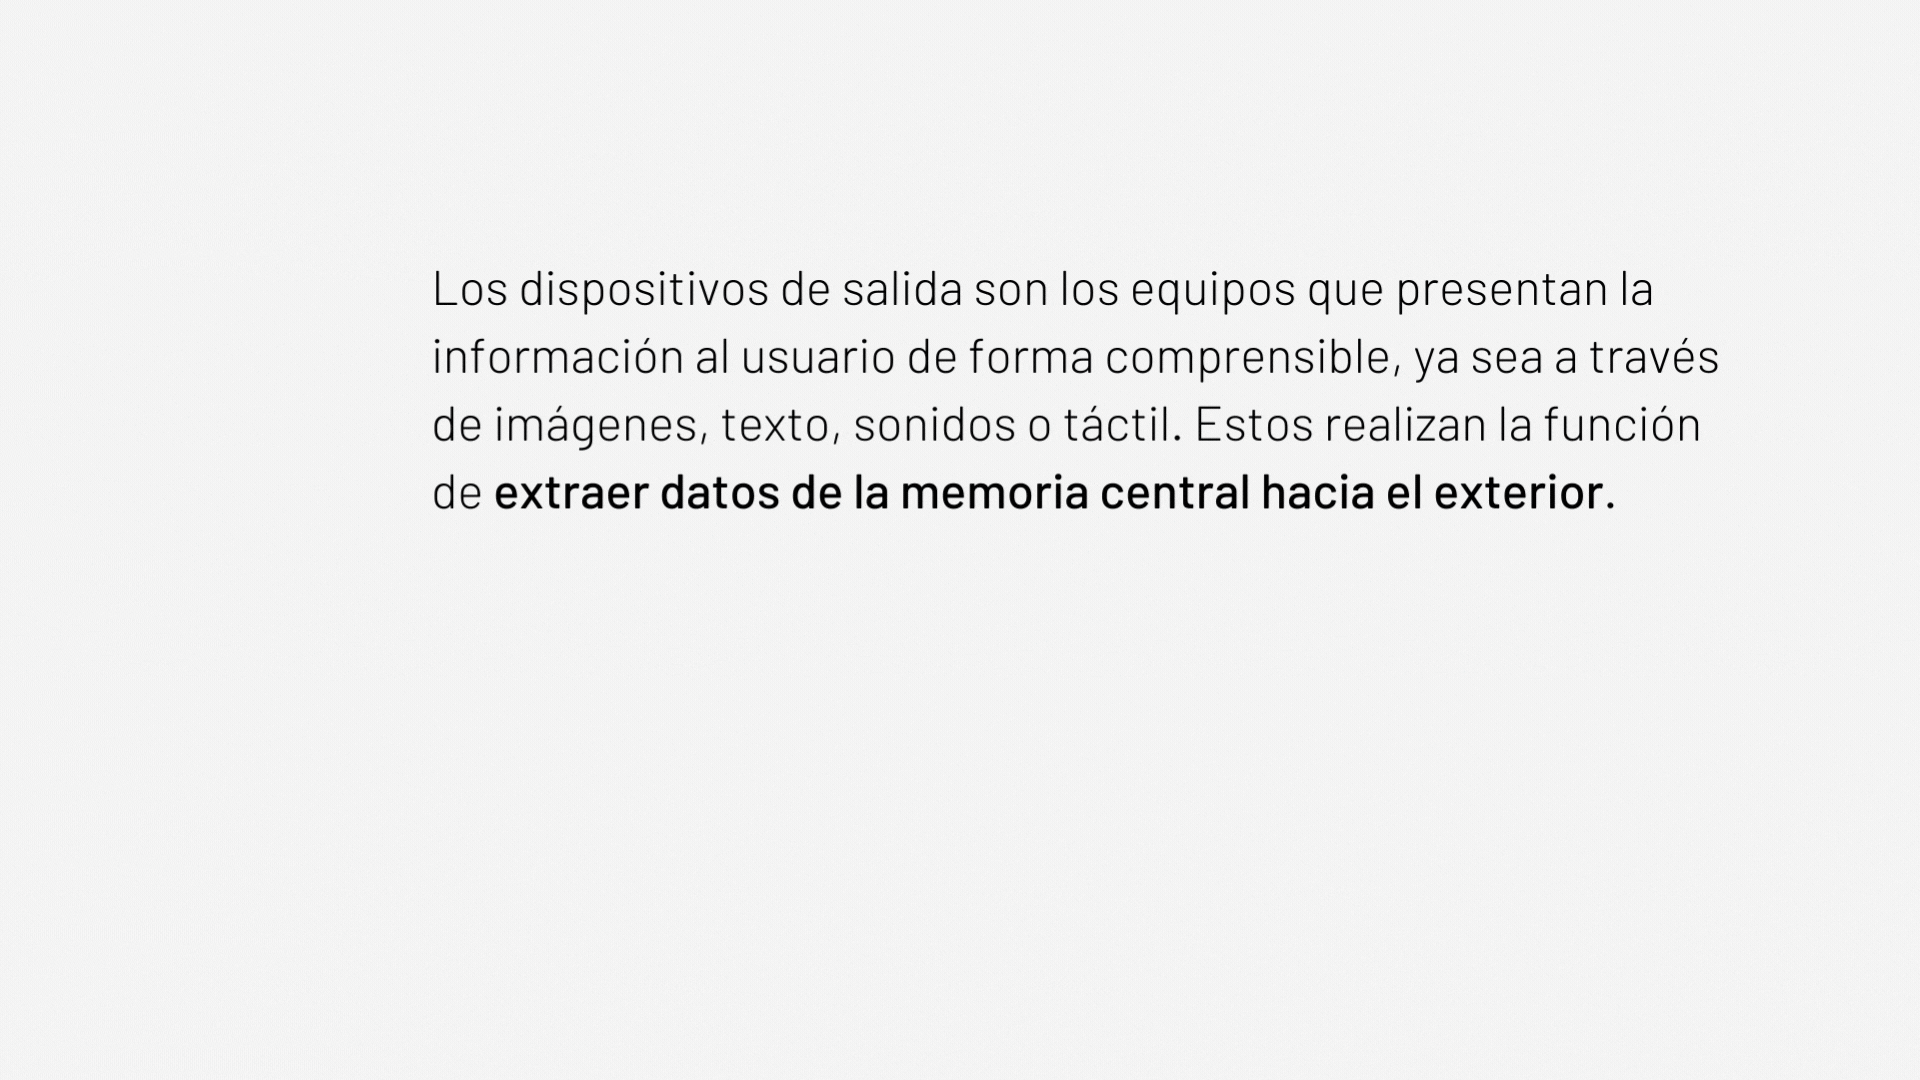 Los dispositivos de salida son los equipos que presentan la
información al usuario de forma comprensible, ya sea a través
de imágenes, texto, sonidos o táctil. Estos realizan la función
de extraer datos de la memoria central hacia el exterior.